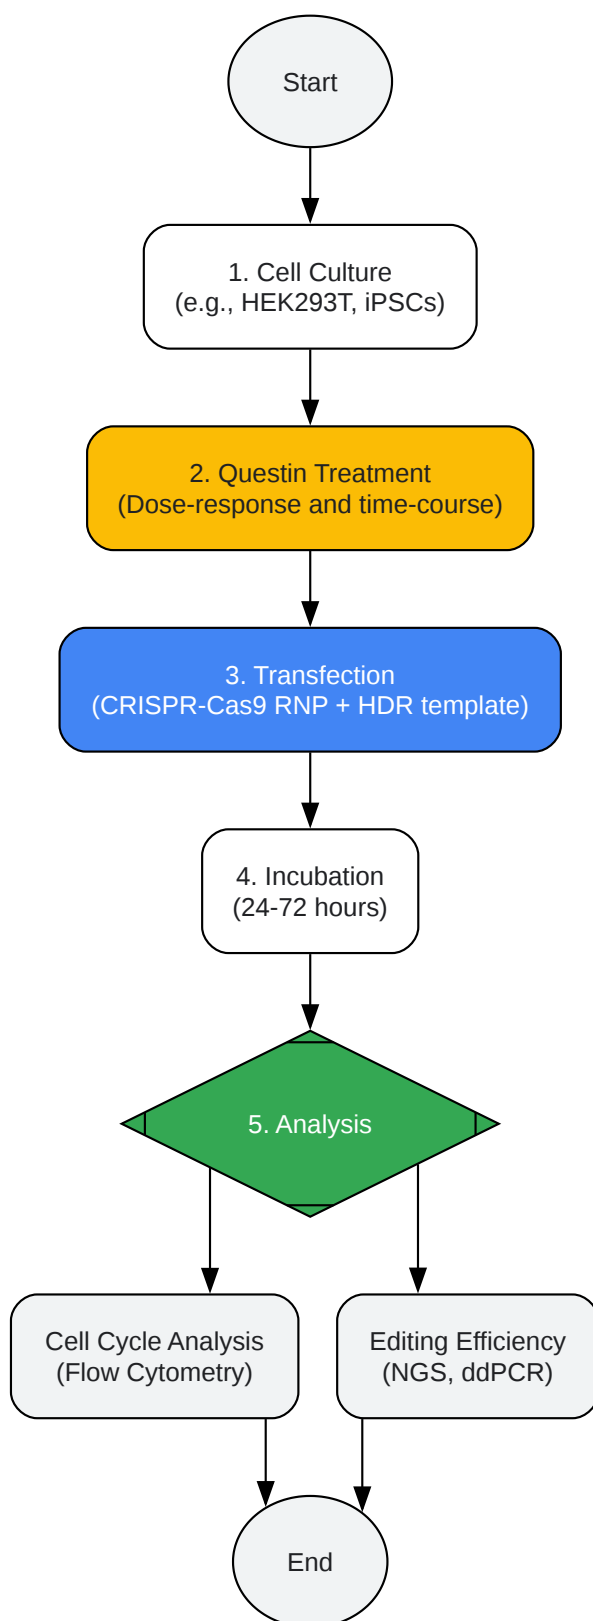 Start
1. Cell Culture
(e.g., HEK293T, iPSCs)
2. Questin Treatment
(Dose-response and time-course)
3. Transfection
(CRISPR-Cas9 RNP + HDR template)
4. Incubation
(24-72 hours)
5. Analysis
Cell Cycle Analysis
(Flow Cytometry)
Editing Efficiency
(NGS, ddPCR)
End